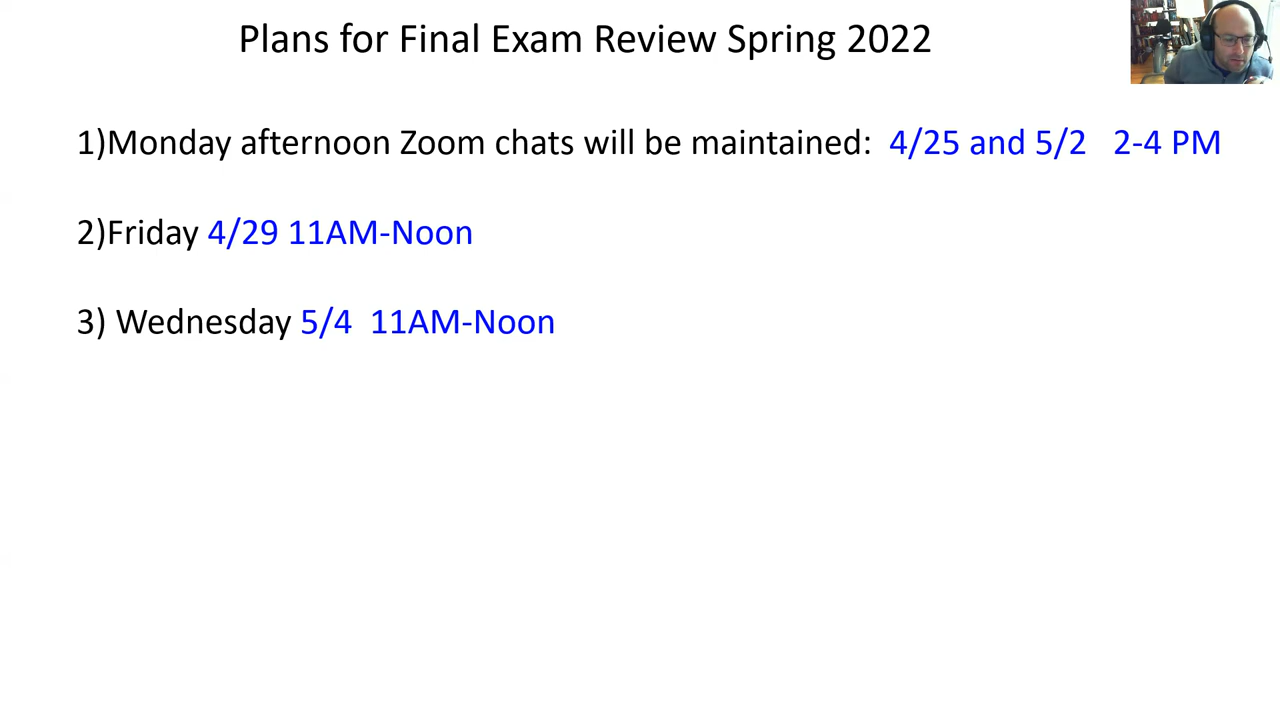 Plans for Final Exam Review Spring 2022
1)Monday afternoon Zoom chats will be maintained:  4/25 and 5/2   2-4 PM
2)Friday 4/29 11AM-Noon
3) Wednesday 5/4  11AM-Noon